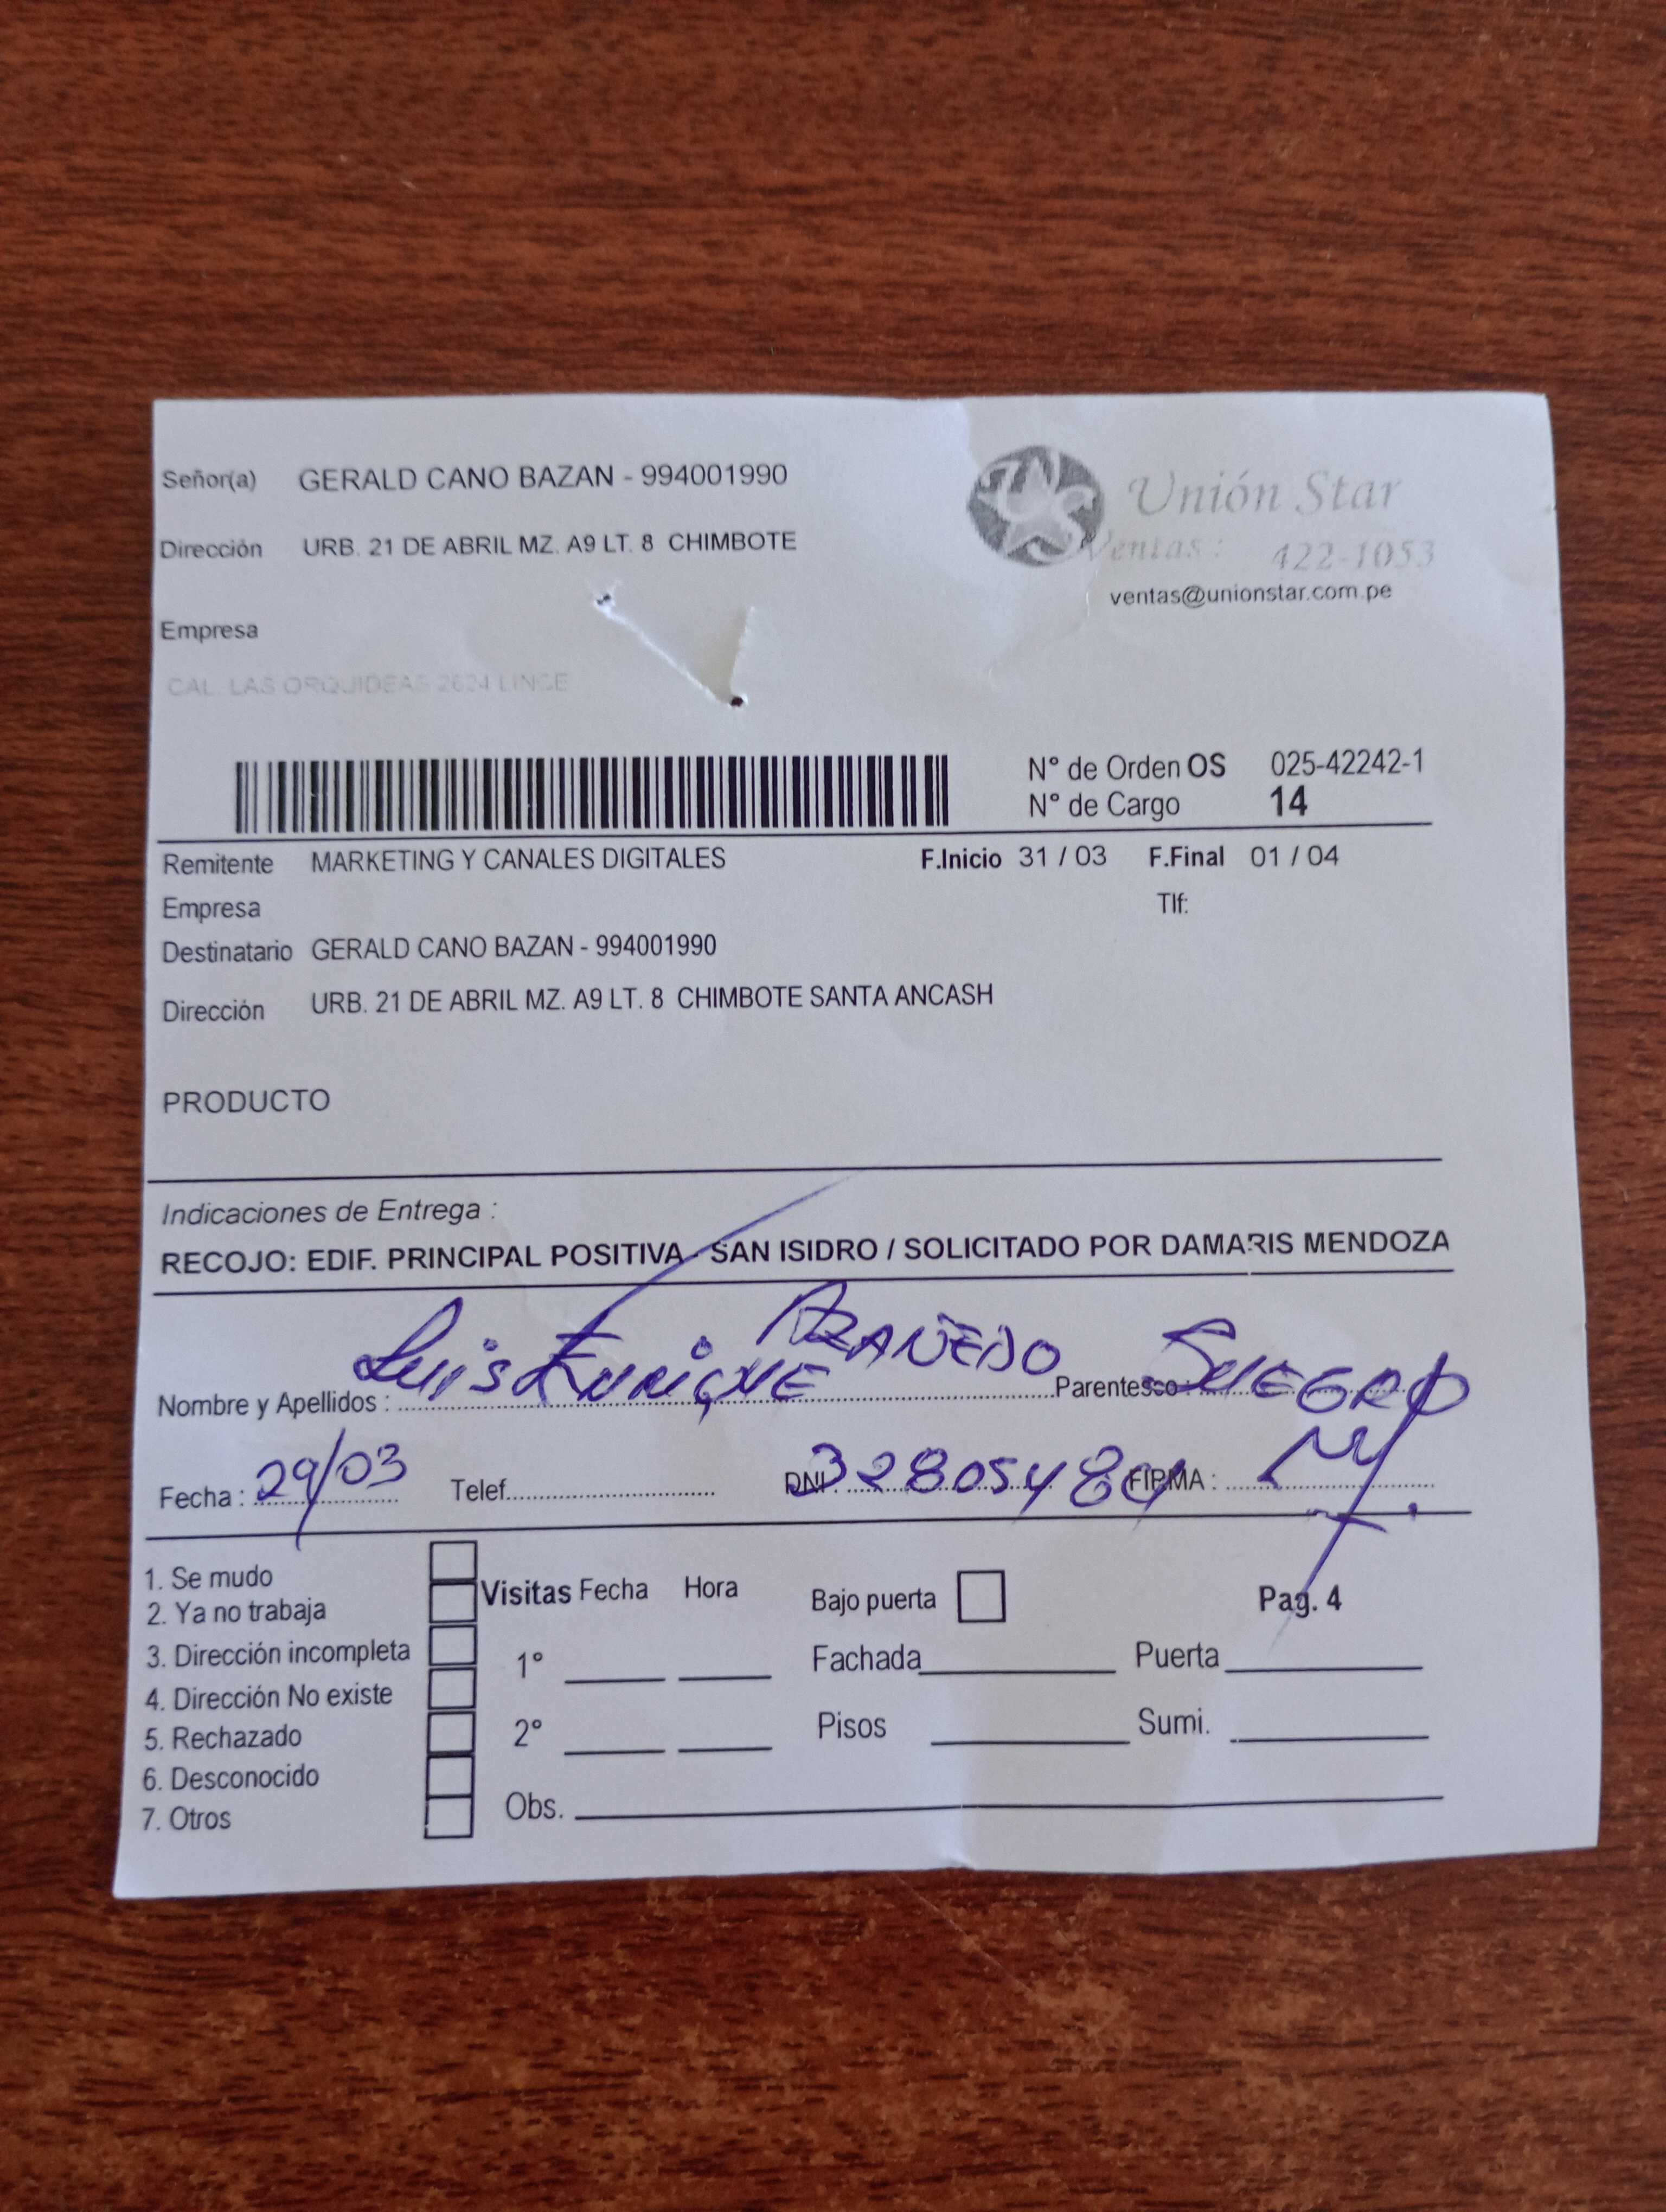 Señor(a) GERALD CANO BAZAN - 994001990
Unión Star
Dirección URB. 21 DE ABRIL MZ. A9 LT. 8 CHIMBOTE
Ventas: 422-1053
ventas@unionstar.com.pe
Empresa
CAL. LAS ORQUIDEAS 2624 LINCE
N° de Orden OS 025-42242-1
N° de Cargo 14
Remitente MARKETING Y CANALES DIGITALES F.Inicio 31 / 03 F.Final 01 / 04
Empresa Tlf:
Destinatario GERALD CANO BAZAN - 994001990
Dirección URB. 21 DE ABRIL MZ. A9 LT. 8 CHIMBOTE SANTA ANCASH
PRODUCTO
Indicaciones de Entrega :
RECOJO: EDIF. PRINCIPAL POSITIVA - SAN ISIDRO / SOLICITADO POR DAMARIS MENDOZA
Nombre y Apellidos : Luis Enrique AZAÑEDO Parentesco : SUEGRO
Fecha : 29/03 Telef. DNI : FIRMA :
1. Se mudo
2. Ya no trabaja
3. Dirección incompleta
4. Dirección No existe
5. Rechazado
6. Desconocido
7. Otros
Visitas Fecha Hora Bajo puerta Pag. 4
1° Fachada Puerta
2° Pisos Sumi.
Obs.